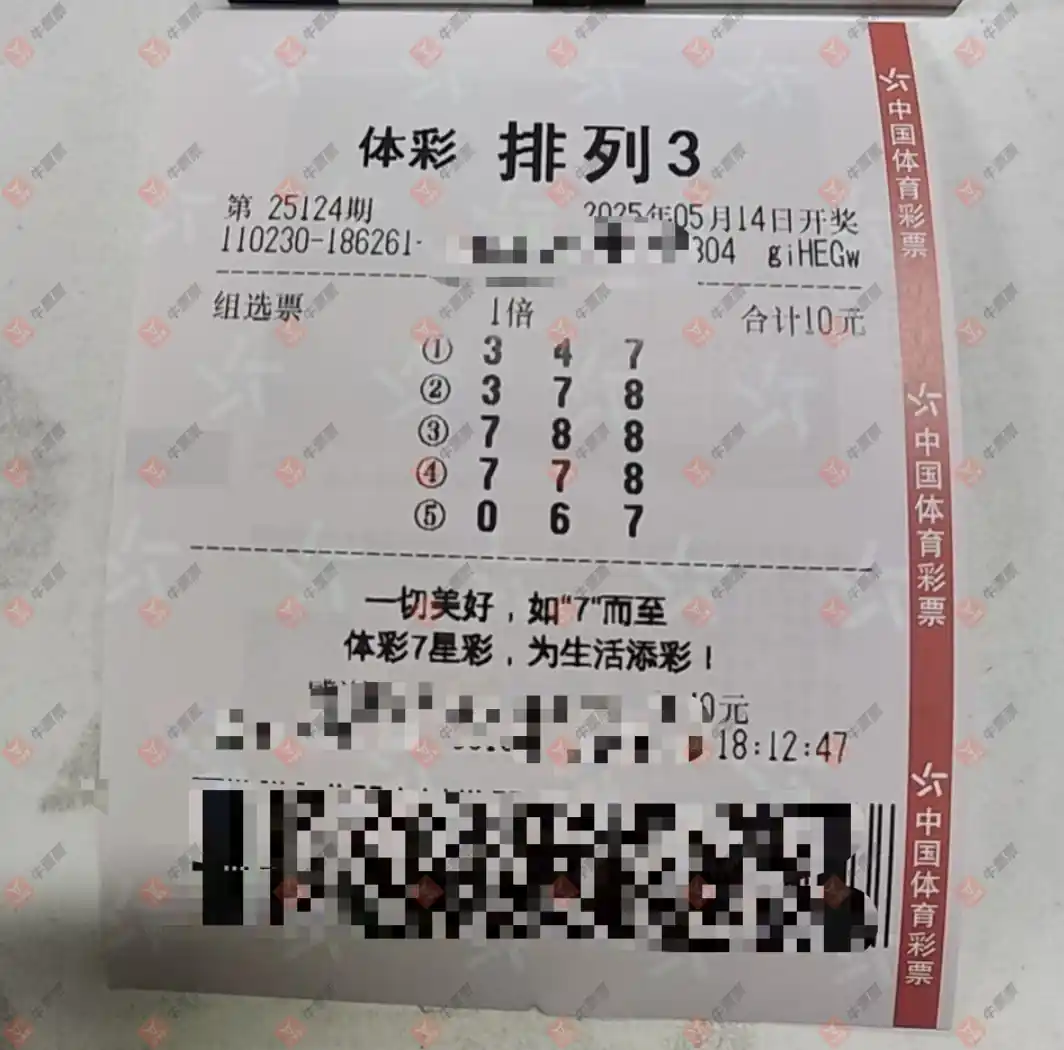 体彩 排列3
第 25124期 2025年05月14日开奖
110230-186261- 304 giHEGw
组选票 1倍 合计10元
① 3 4 7
② 3 7 8
③ 7 8 8
④ 7 7 8
⑤ 0 6 7
一切美好，如“7”而至
体彩7星彩，为生活添彩！
0元
18:12:47
中国体育彩票
中国体育彩票
中国体育彩票